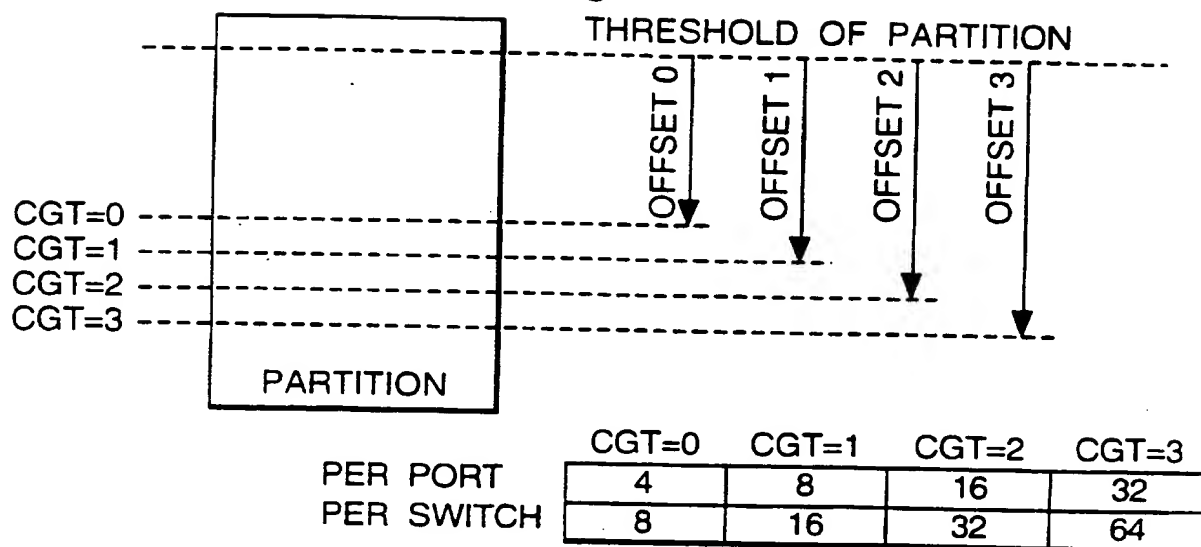 THRESHOLD OF PARTITION
OFFSET 0 OFFSET 1 OFFSET 2 OFFSET 3
CGT=0
CGT=1
CGT=2
CGT=3
PARTITION
CGT=0 CGT=1 CGT=2 CGT=3
PER PORT 4 8 16 32
PER SWITCH 8 16 32 64